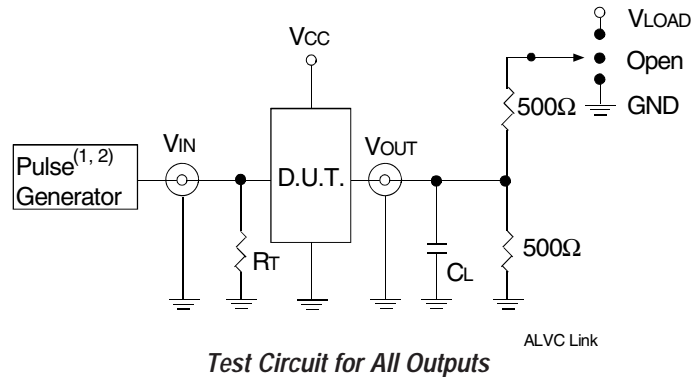 VLOAD
VCC
Open
500Ω
GND
VIN
VOUT
Pulse(1, 2)
Generator
D.U.T.
RT
CL
500Ω
ALVC Link
Test Circuit for All Outputs